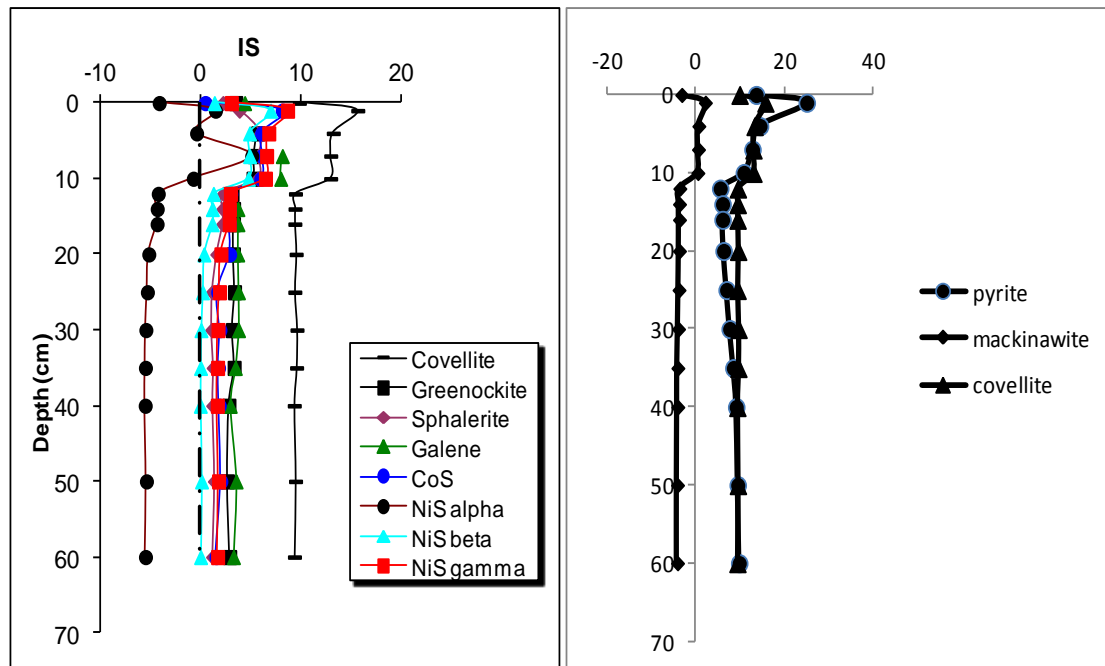 IS
-10 0 10 20
0
10
20
30
40
50
60
70
Depth (cm)
Covellite
Greenockite
Sphalerite
Galene
CoS
NiS alpha
NiS beta
NiS gamma
-20 0 20 40
0
10
20
30
40
50
60
70
pyrite
mackinawite
covellite